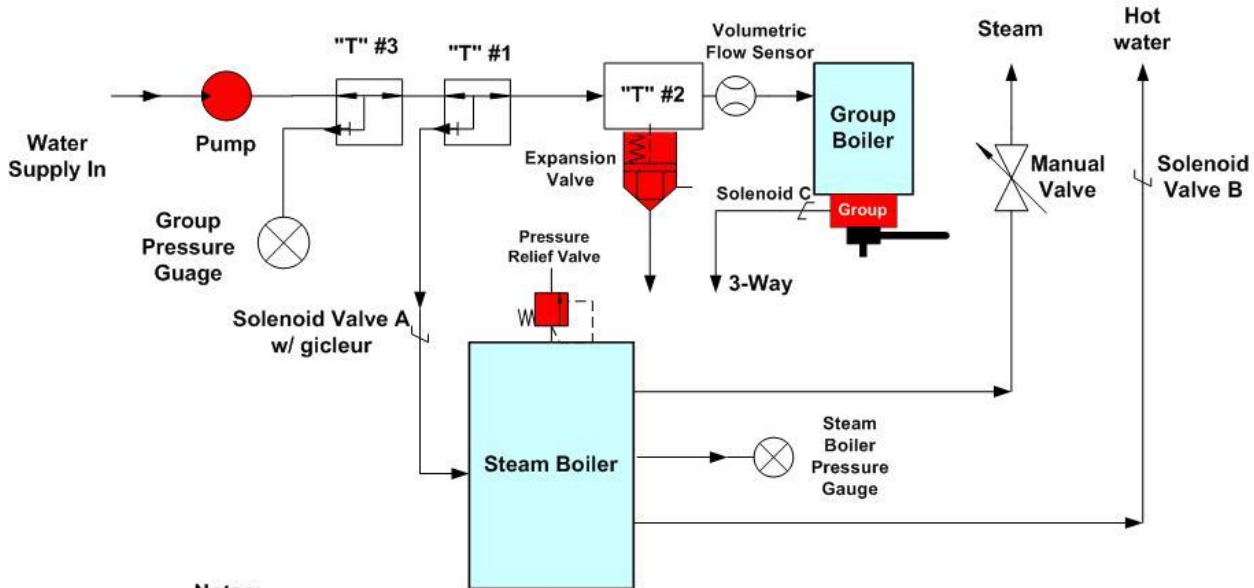 "T" #3
"T" #1
Volumetric
Flow Sensor
Steam
Hot
water
Water
Supply In
Pump
"T" #2
Group
Boiler
Expansion
Valve
Solenoid C
Group
Manual
Valve
Solenoid
Valve B
Group
Pressure
Guage
Pressure
Relief Valve
3-Way
Solenoid Valve A
w/ gicleur
Steam Boiler
Steam
Boiler
Pressure
Gauge
Notes: